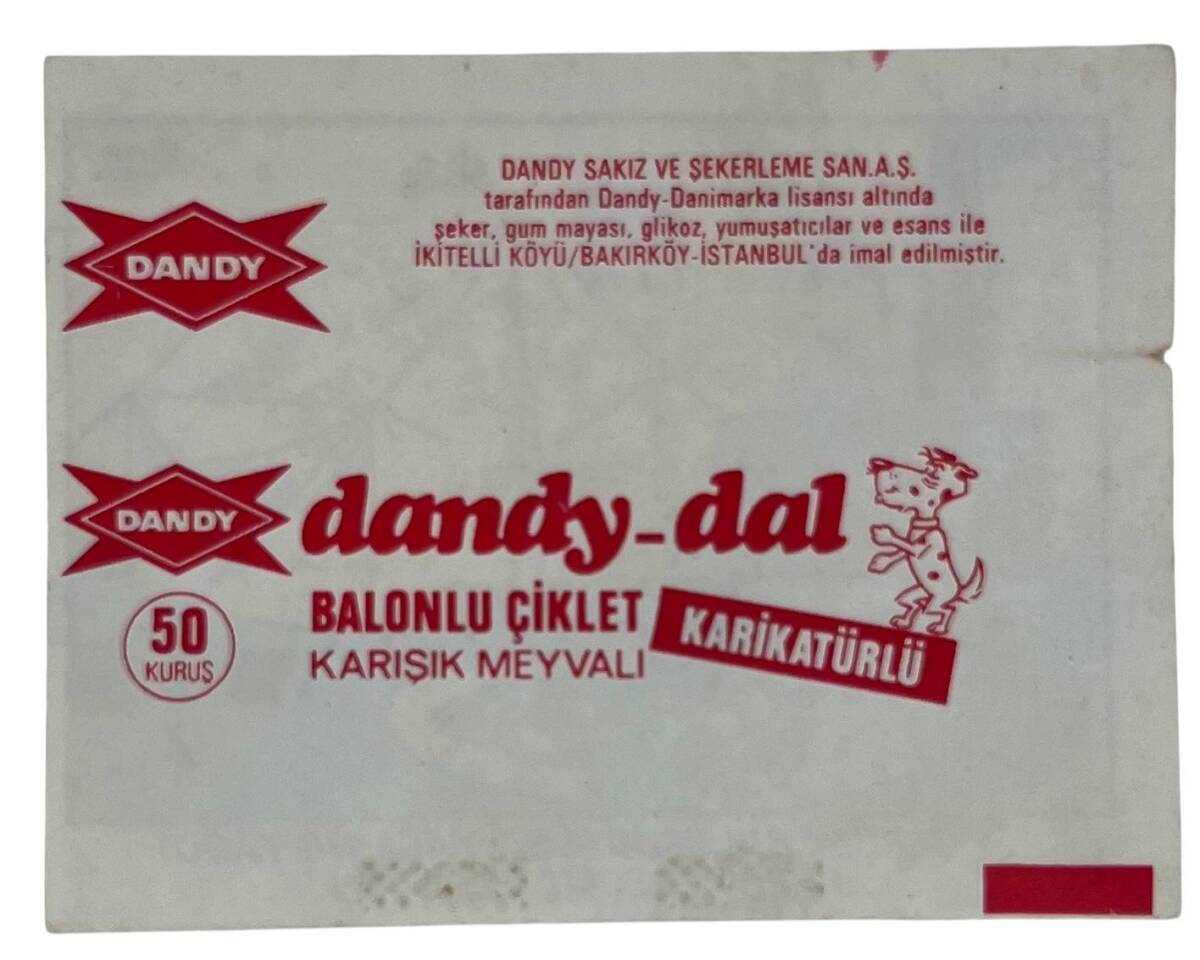 DANDY SAKIZ VE ŞEKERLEME SAN.A.Ş.
tarafından Dandy-Danimarka lisansı altında
şeker, gum mayası, glikoz, yumuşatıcılar ve esans ile
İKİTELLİ KÖYÜ/BAKIRKÖY-İSTANBUL'da imal edilmiştir.
DANDY
DANDY
dandy-dal
BALONLU ÇİKLET
KARIŞIK MEYVALI
KARİKATÜRLÜ
50
KURUŞ